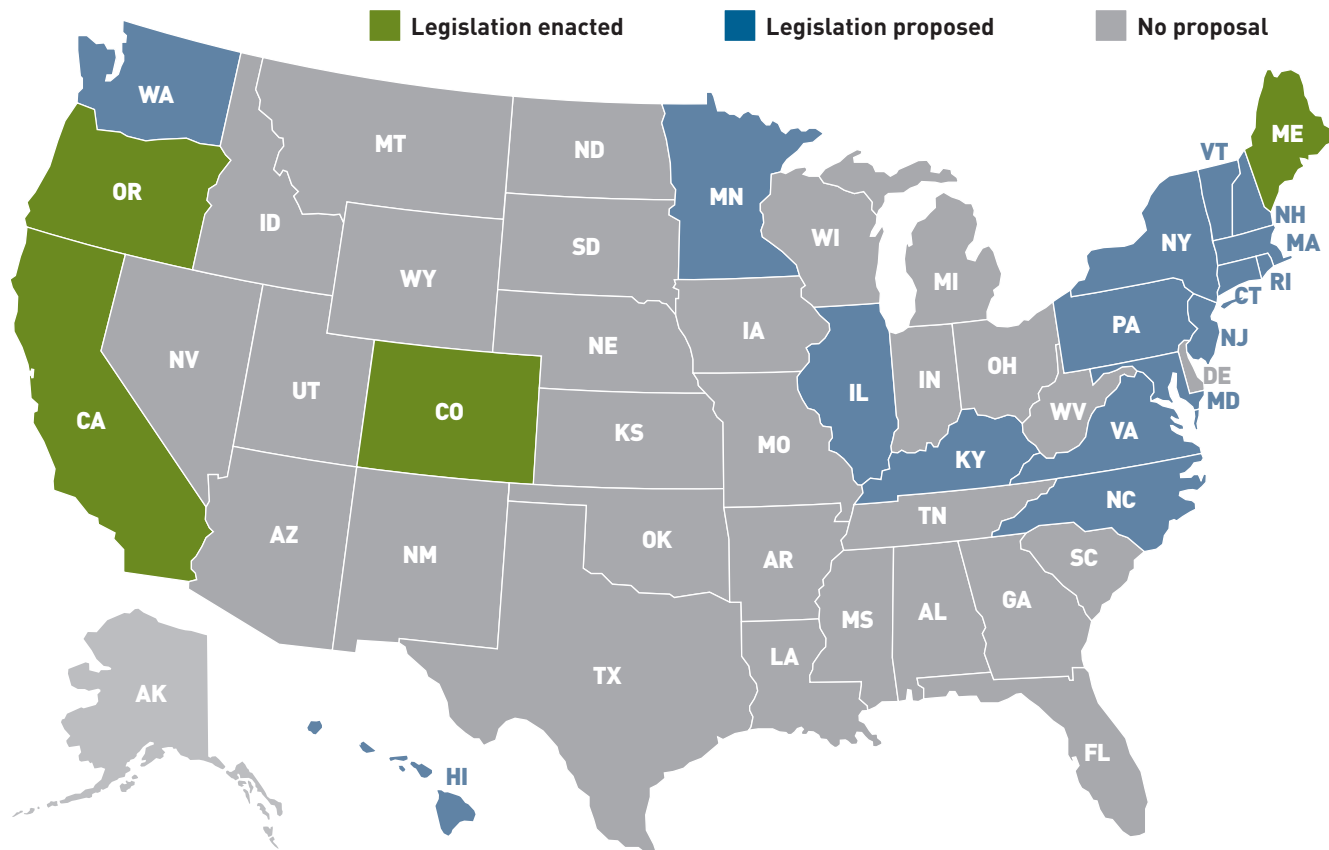 Legislation enacted
Legislation proposed
No proposal
WA
MT
ND
MN
VT
ME
OR
ID
SD
WI
NH
NY
MA
WY
MI
RI
CT
IA
PA
NJ
NE
NV
UT
IN
OH
DE
IL
MD
CO
WV
CA
KS
MO
KY
VA
NC
TN
AZ
NM
OK
AR
SC
MS
AL
GA
LA
TX
AK
FL
HI